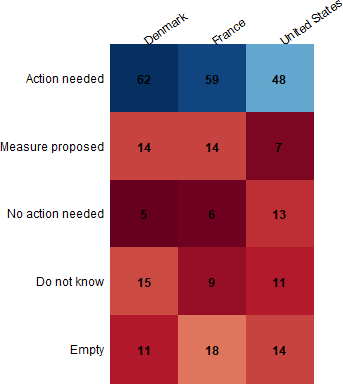 Denmark France United States
Action needed 62 59 48
Measure proposed 14 14 7
No action needed 5 6 13
Do not know 15 9 11
Empty 11 18 14